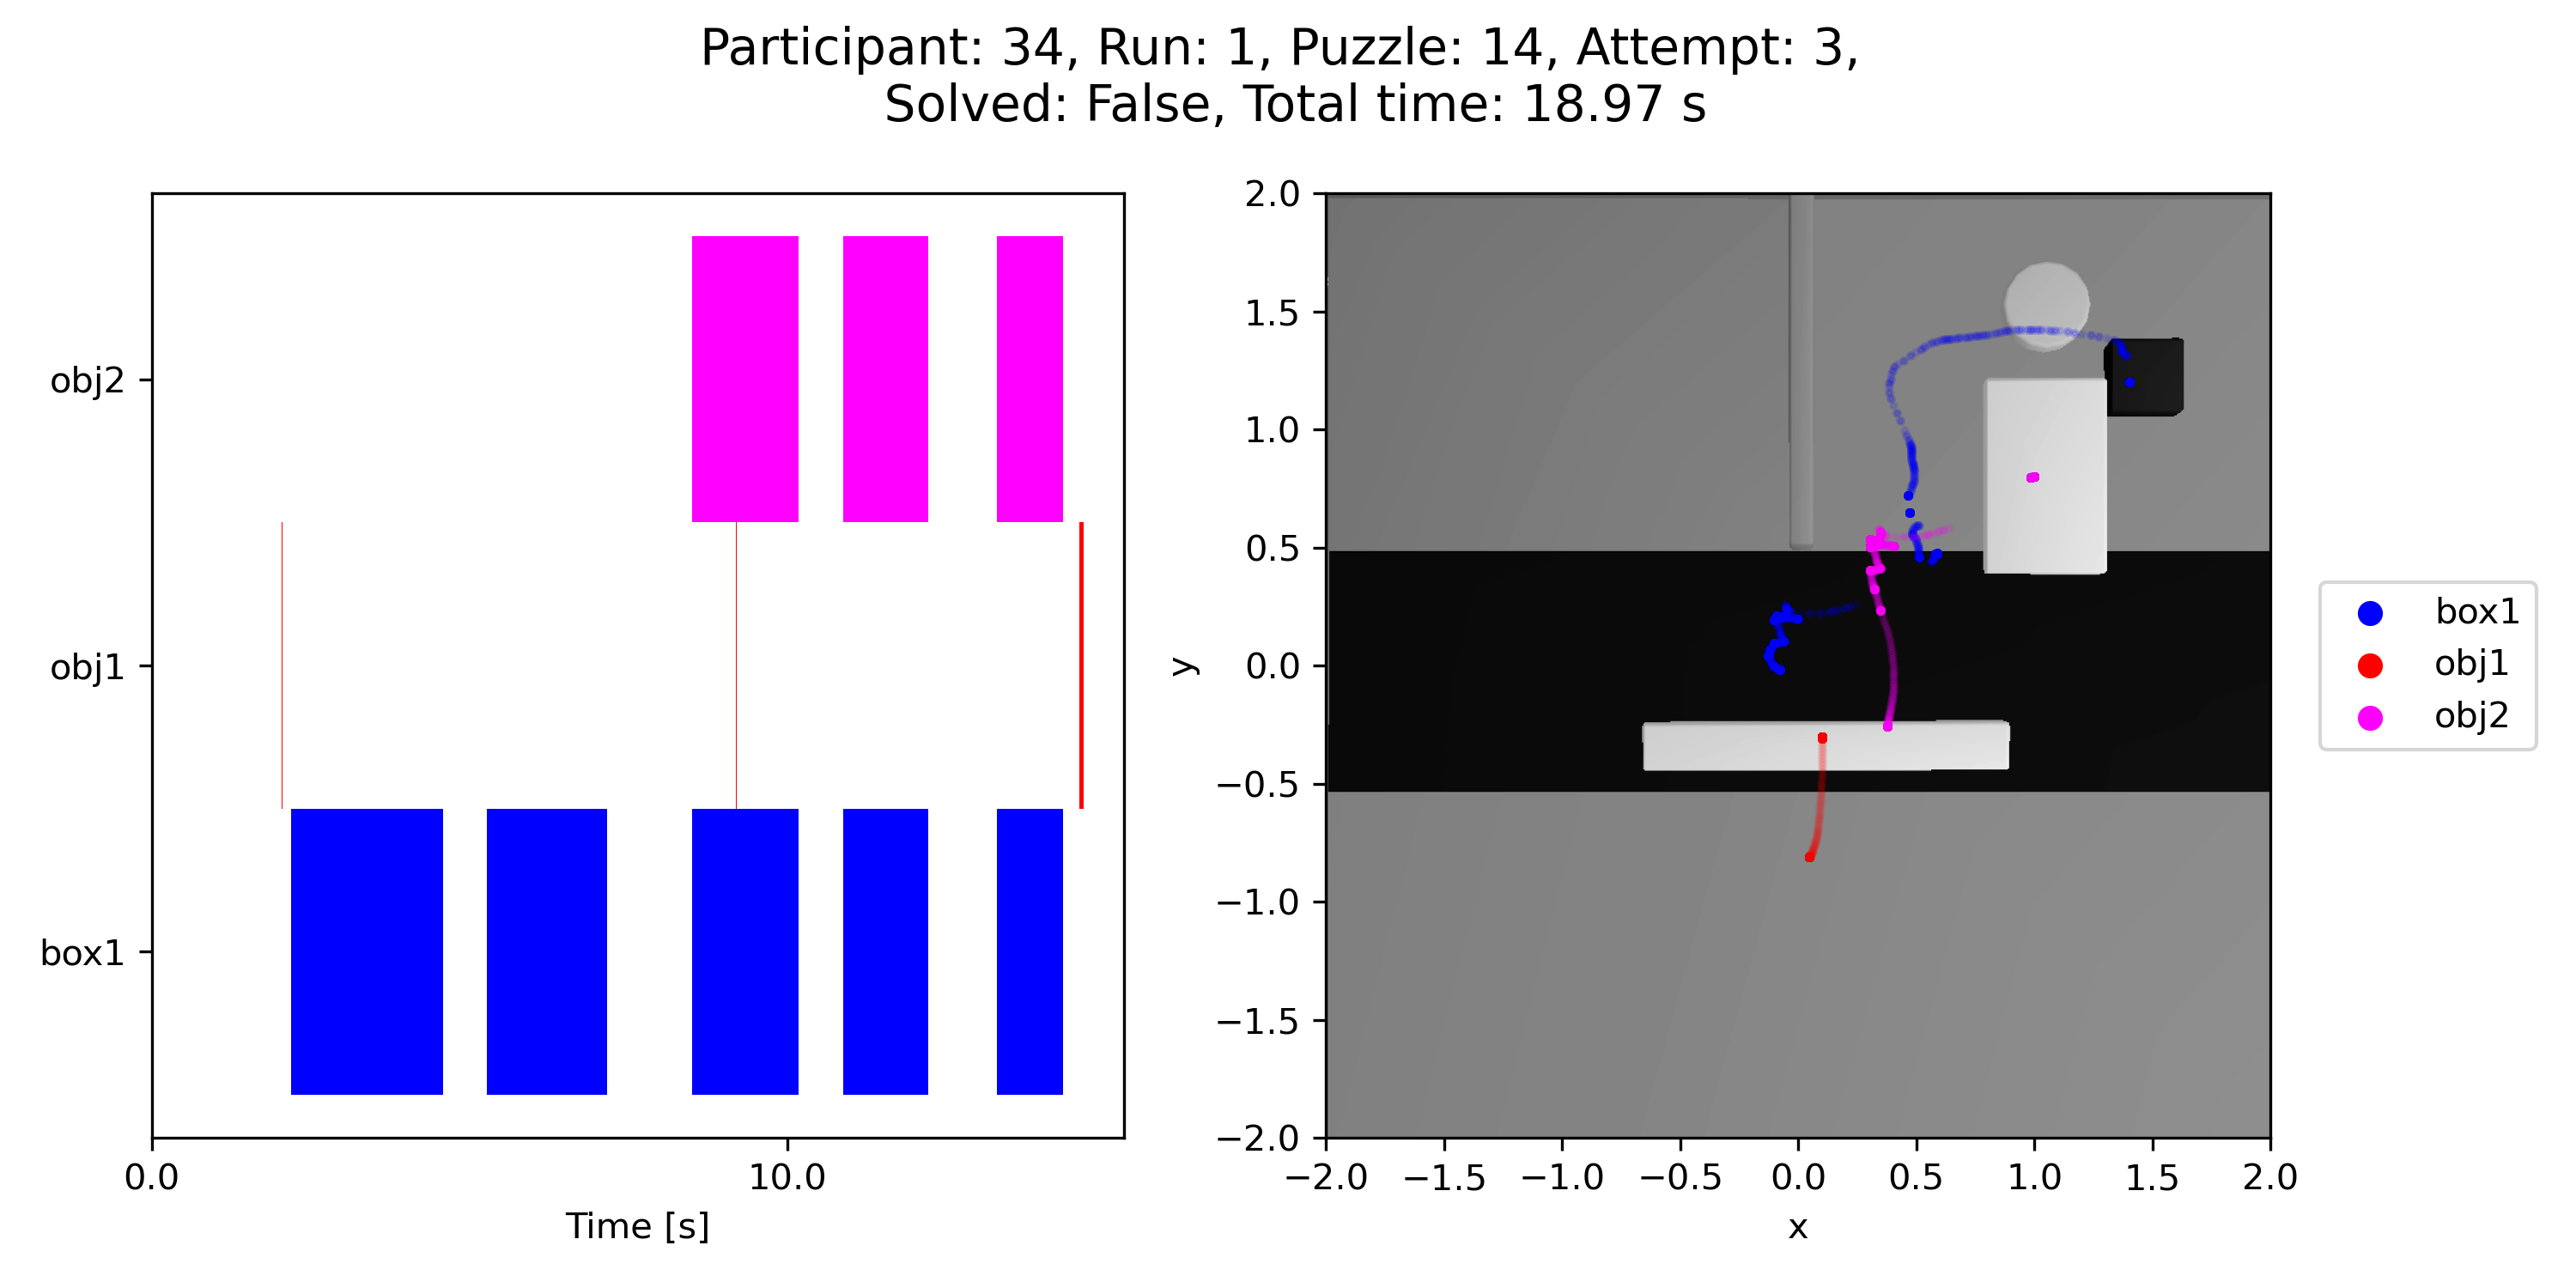 Participant: 34, Run: 1, Puzzle: 14, Attempt: 3,
Solved: False, Total time: 18.97 s
obj2
obj1
box1
0.0
10.0
Time [s]
2.0
1.5
1.0
0.5
0.0
−0.5
−1.0
−1.5
−2.0
y
−2.0
−1.5
−1.0
−0.5
0.0
0.5
1.0
1.5
2.0
x
box1
obj1
obj2